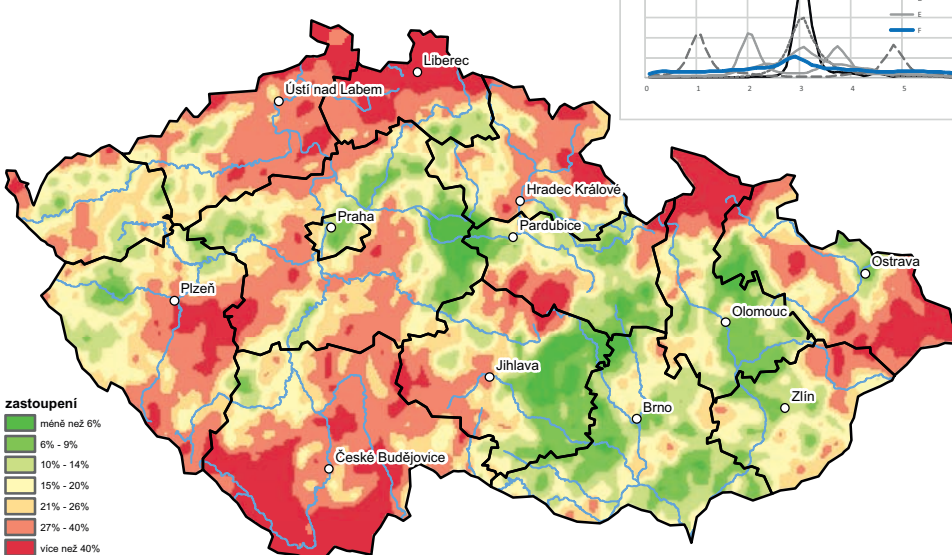 E
F
0 1 2 3 4 5
Liberec
Ústí nad Labem
Hradec Králové
Praha
Pardubice
Ostrava
Plzeň
Olomouc
Jihlava
Zlín
Brno
České Budějovice
zastoupení
méně než 6%
6% - 9%
10% - 14%
15% - 20%
21% - 26%
27% - 40%
více než 40%